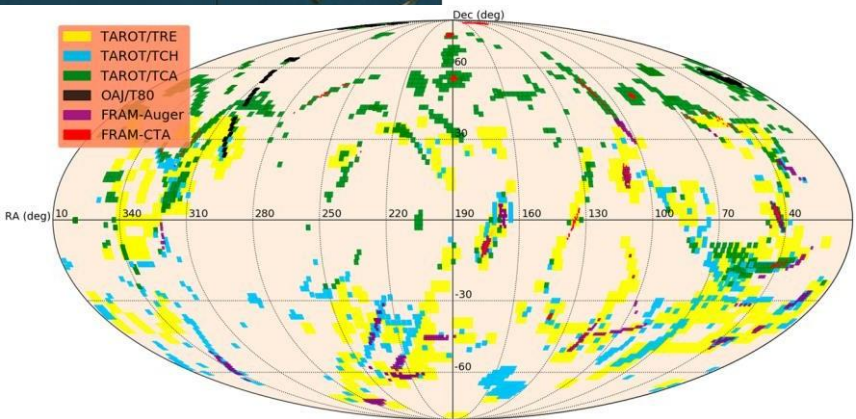 Dec (deg)
TAROT/TRE
TAROT/TCH
TAROT/TCA
OAJ/T80
FRAM-Auger
FRAM-CTA
60
30
RA (deg) 10 340 310 280 250 220 190 160 130 100 70 40
-30
-60